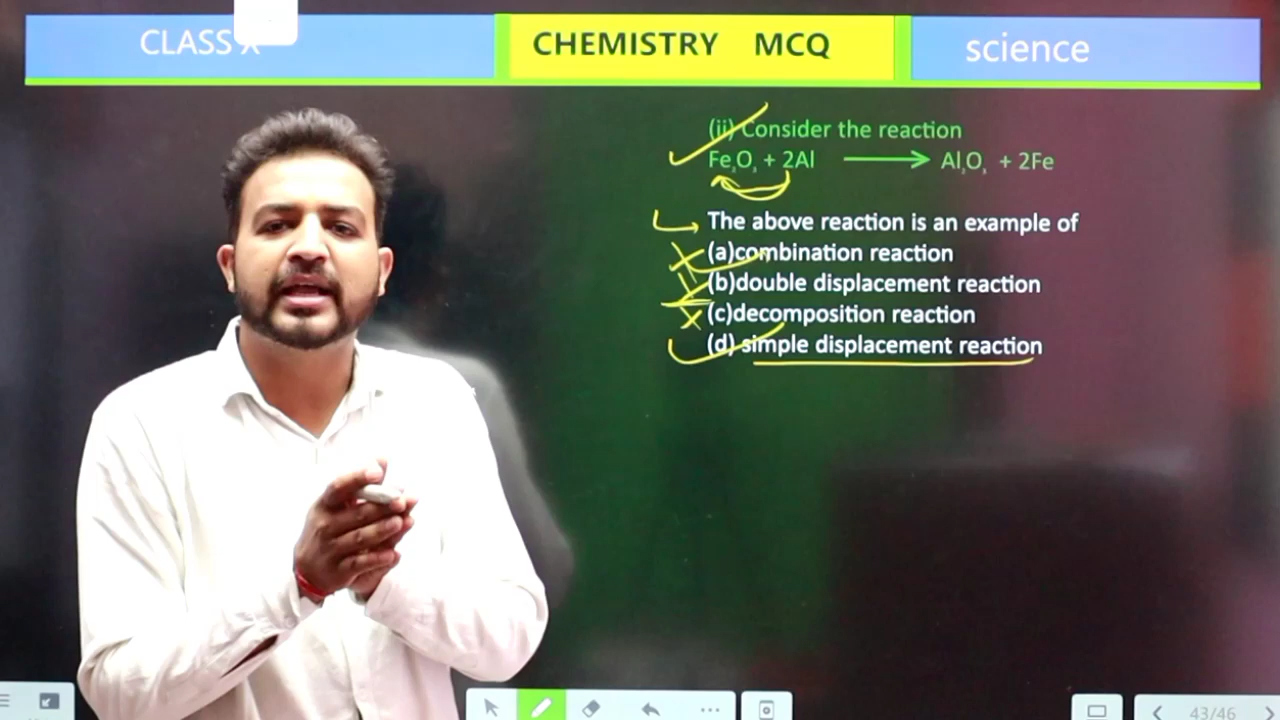 CLASS X
CHEMISTRY MCQ
science
(ii) Consider the reaction
Fe₂O₃ + 2Al ⟶ Al₂O₃ + 2Fe
The above reaction is an example of
(a)combination reaction
(b)double displacement reaction
(c)decomposition reaction
(d) simple displacement reaction
43/46